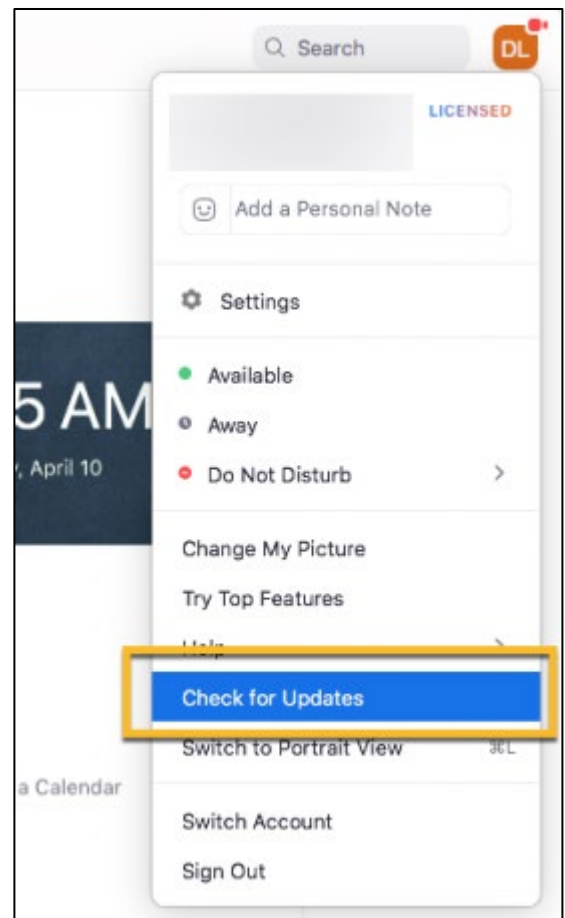 Search
DL
LICENSED
Add a Personal Note
Settings
Available
5 AM
Away
, April 10
Do Not Disturb
Change My Picture
Try Top Features
Help
Check for Updates
Switch to Portrait View ⌘L
a Calendar
Switch Account
Sign Out